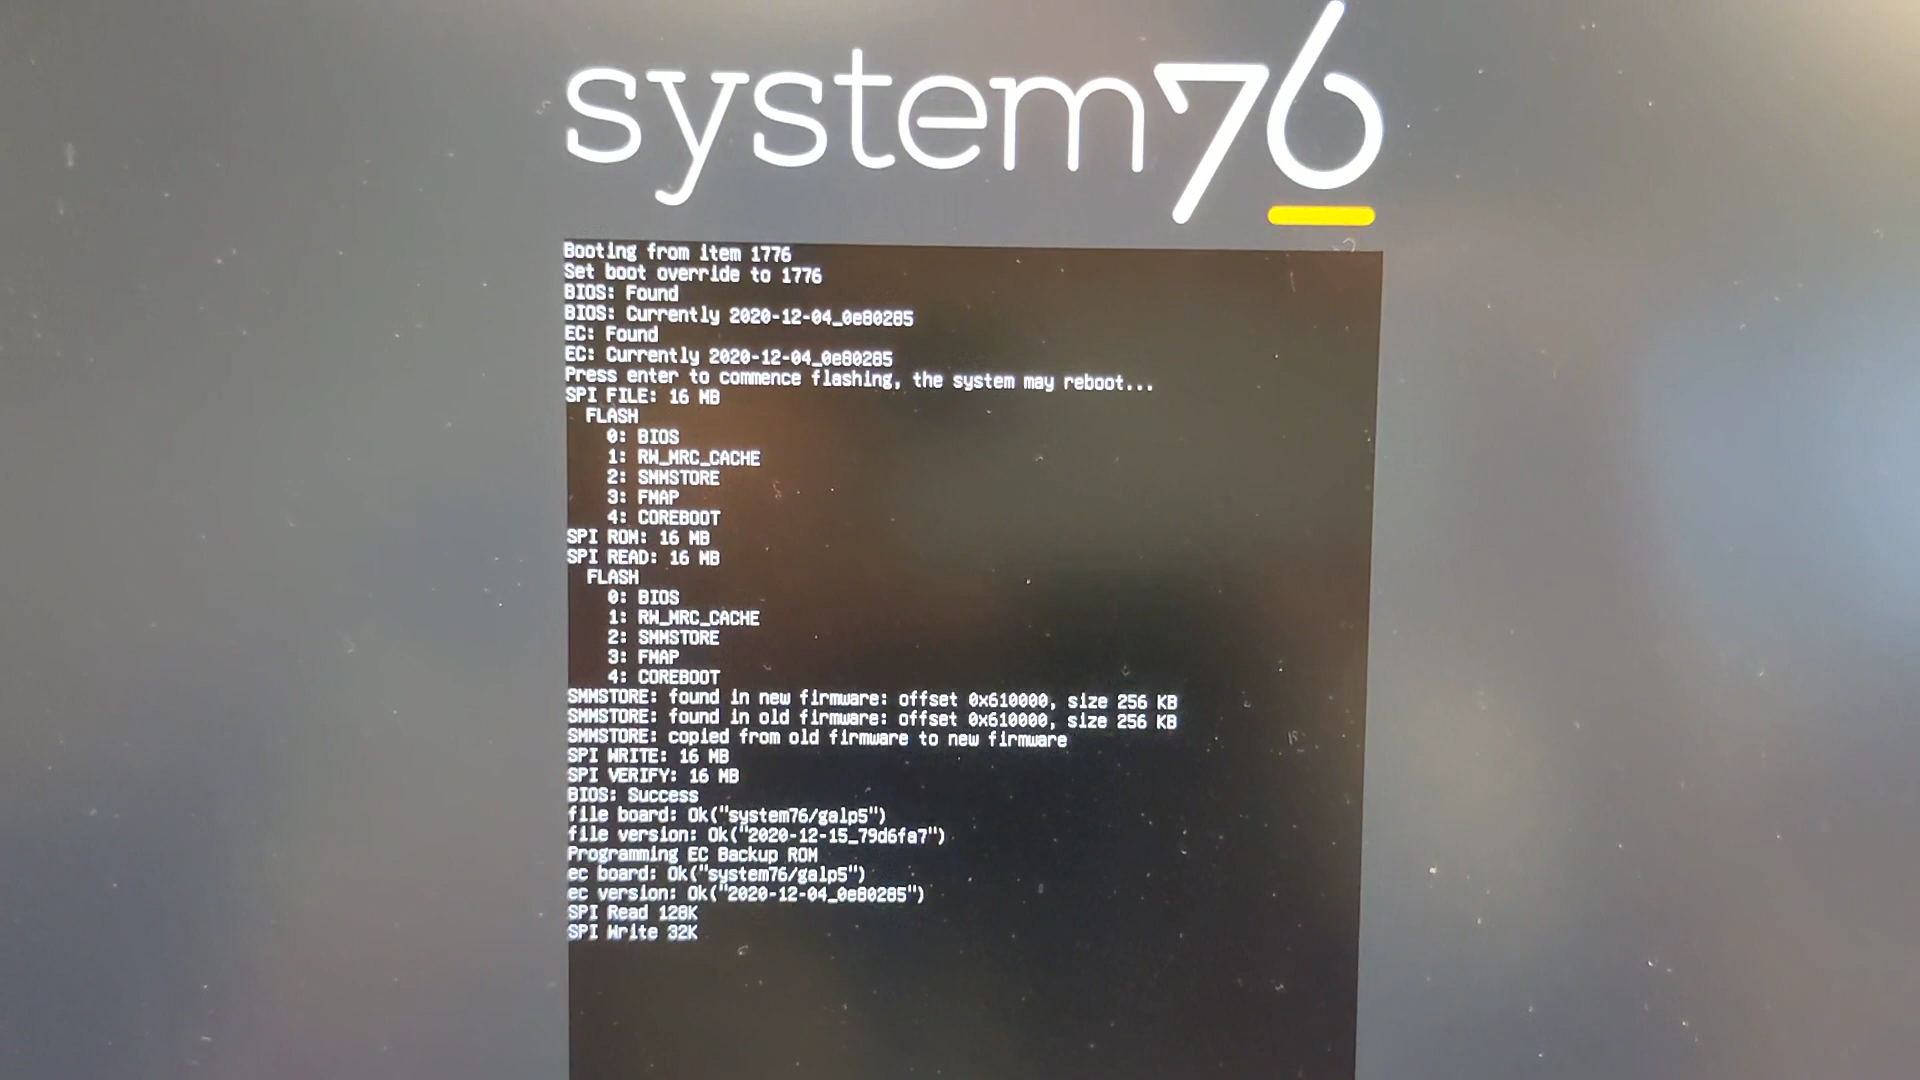 system76
Booting from item 1776
Set boot override to 1776
BIOS: Found
BIOS: Currently 2020-12-04_0e80285
EC: Found
EC: Currently 2020-12-04_0e80285
Press enter to commence flashing, the system may reboot...
SPI FILE: 16 MB
  FLASH
    0: BIOS
    1: RW_MRC_CACHE
    2: SMMSTORE
    3: FMAP
    4: COREBOOT
SPI ROM: 16 MB
SPI READ: 16 MB
  FLASH
    0: BIOS
    1: RW_MRC_CACHE
    2: SMMSTORE
    3: FMAP
    4: COREBOOT
SMMSTORE: found in new firmware: offset 0x610000, size 256 KB
SMMSTORE: found in old firmware: offset 0x610000, size 256 KB
SMMSTORE: copied from old firmware to new firmware
SPI WRITE: 16 MB
SPI VERIFY: 16 MB
BIOS: Success
file board: Ok("system76/galp5")
file version: Ok("2020-12-15_79d6fa7")
Programming EC Backup ROM
ec board: Ok("system76/galp5")
ec version: Ok("2020-12-04_0e80285")
SPI Read 128K
SPI Write 32K